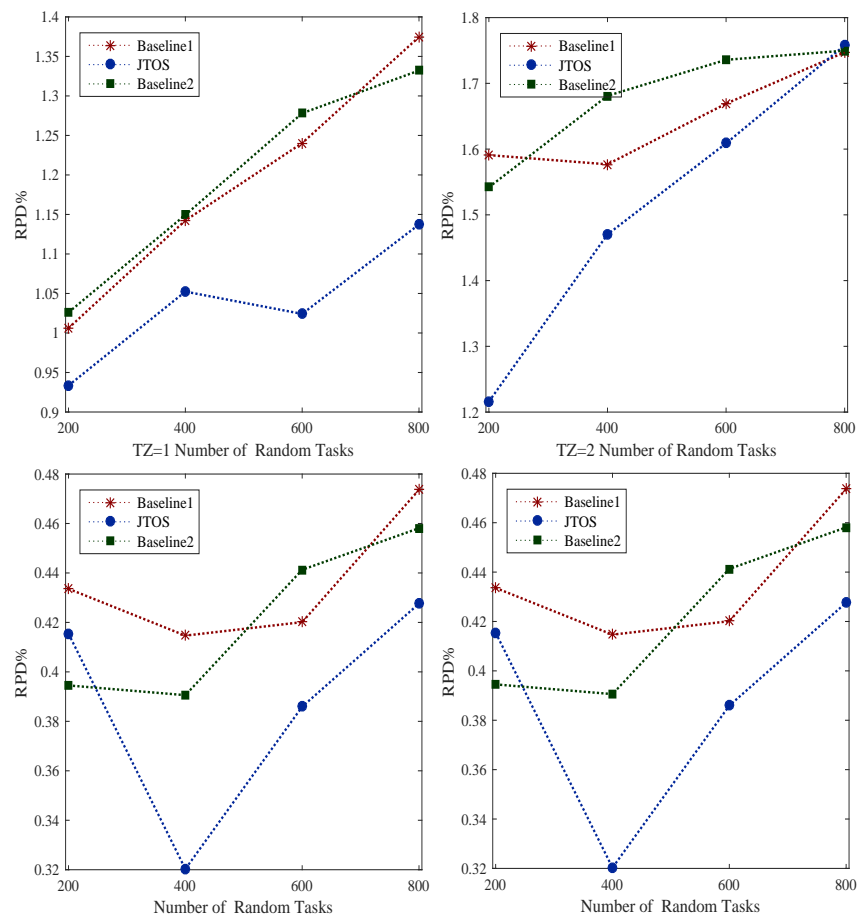 1.4
1.35
1.3
1.25
1.2
1.15
1.1
1.05
1
0.95
0.9
RPD%
Baseline1
JTOS
Baseline2
200 400 600 800
TZ=1 Number of Random Tasks
1.8
1.7
1.6
1.5
1.4
1.3
1.2
RPD%
Baseline1
JTOS
Baseline2
200 400 600 800
TZ=2 Number of Random Tasks
0.48
0.46
0.44
0.42
0.4
0.38
0.36
0.34
0.32
RPD%
Baseline1
JTOS
Baseline2
200 400 600 800
Number of Random Tasks
0.48
0.46
0.44
0.42
0.4
0.38
0.36
0.34
0.32
RPD%
Baseline1
JTOS
Baseline2
200 400 600 800
Number of Random Tasks